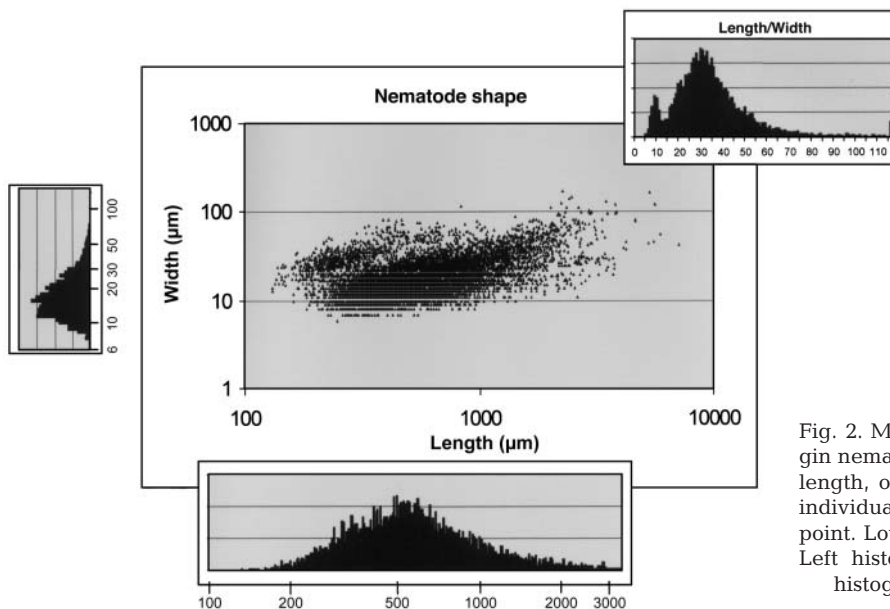 Length/Width
0 10 20 30 40 50 60 70 80 90 100 110
Nematode shape
1000
100
10
1
Width (µm)
100 1000 10000
Length (µm)
100
50
30
20
10
6
100 200 500 1000 2000 3000
Fig. 2. M
gin nema
length, o
individua
point. Lo
Left histo
histog